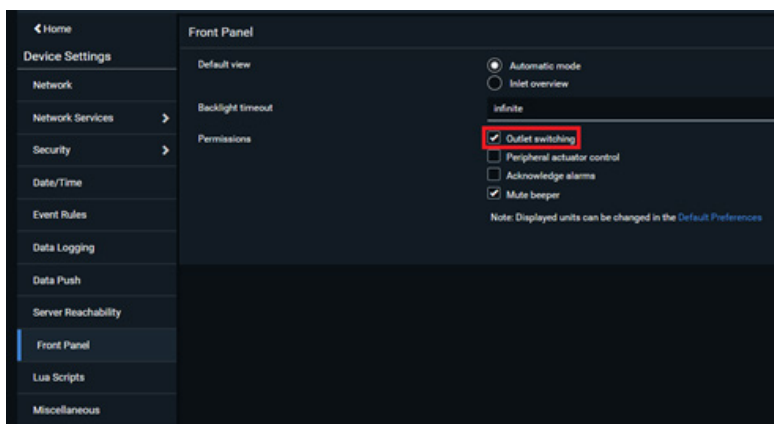 Home
Device Settings
Network
Network Services
Security
Date/Time
Event Rules
Data Logging
Data Push
Server Reachability
Front Panel
Lua Scripts
Miscellaneous
Front Panel
Default view
Automatic mode
Inlet overview
Backlight timeout
infinite
Permissions
Outlet switching
Peripheral actuator control
Acknowledge alarms
Mute beeper
Note: Displayed units can be changed in the Default Preferences